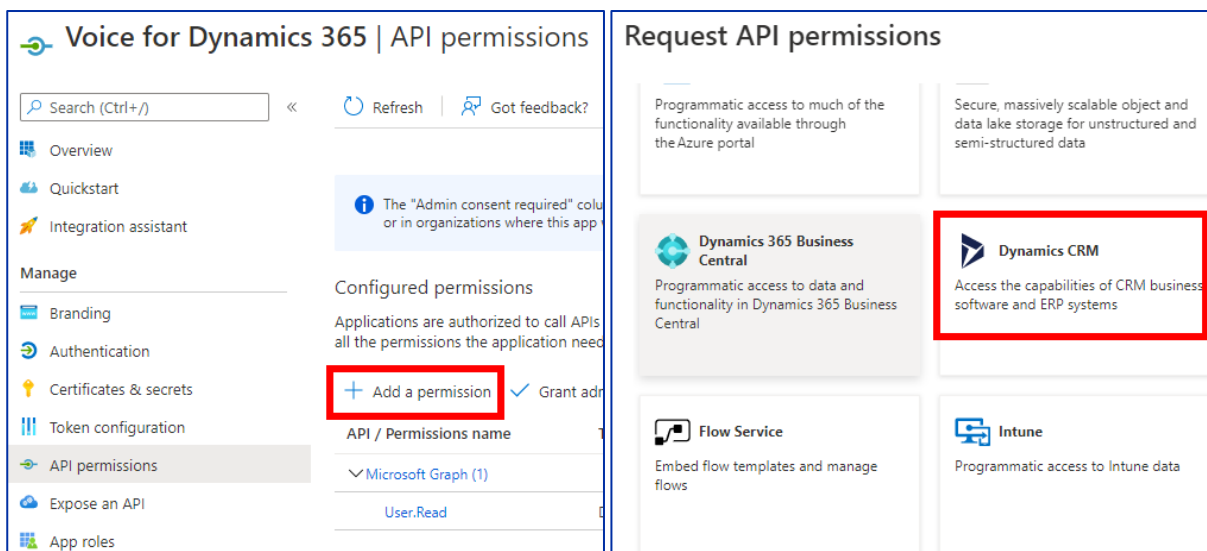 Voice for Dynamics 365 | API permissions
Search (Ctrl+/)
«
Refresh
Got feedback?
Overview
Quickstart
Integration assistant
Manage
Branding
Authentication
Certificates & secrets
Token configuration
API permissions
Expose an API
App roles
The "Admin consent required" colu
or in organizations where this app
Configured permissions
Applications are authorized to call APIs
all the permissions the application need
Add a permission
Grant adr
API / Permissions name
Microsoft Graph (1)
User.Read
Request API permissions
Programmatic access to much of the
functionality available through
the Azure portal
Secure, massively scalable object and
data lake storage for unstructured and
semi-structured data
Dynamics 365 Business
Central
Programmatic access to data and
functionality in Dynamics 365 Business
Central
Dynamics CRM
Access the capabilities of CRM business
software and ERP systems
Flow Service
Embed flow templates and manage
flows
Intune
Programmatic access to Intune data